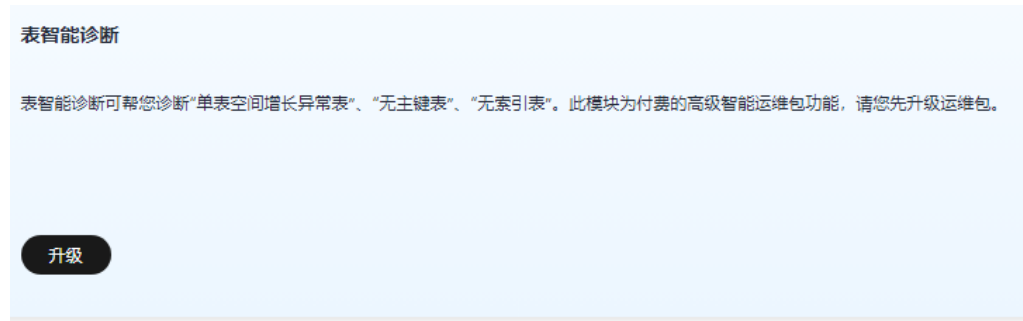 表智能诊断
表智能诊断可帮您诊断“单表空间增长异常表”、“无主键表”、“无索引表”。此模块为付费的高级智能运维包功能，请您先升级运维包。
升级